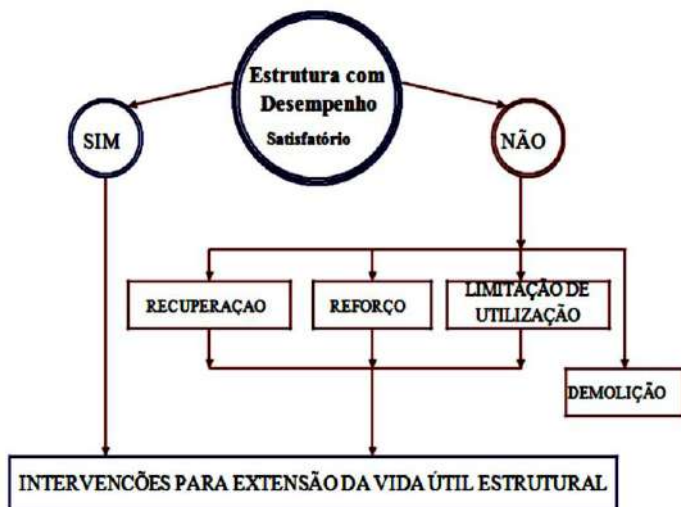 Estrutura com
Desempenho
Satisfatório
SIM
NÃO
RECUPERAÇAO
REFORÇO
LIMITAÇÃO DE
UTILIZAÇÃO
DEMOLIÇÃO
INTERVENCÕES PARA EXTENSÃO DA VIDA ÚTIL ESTRUTURAL